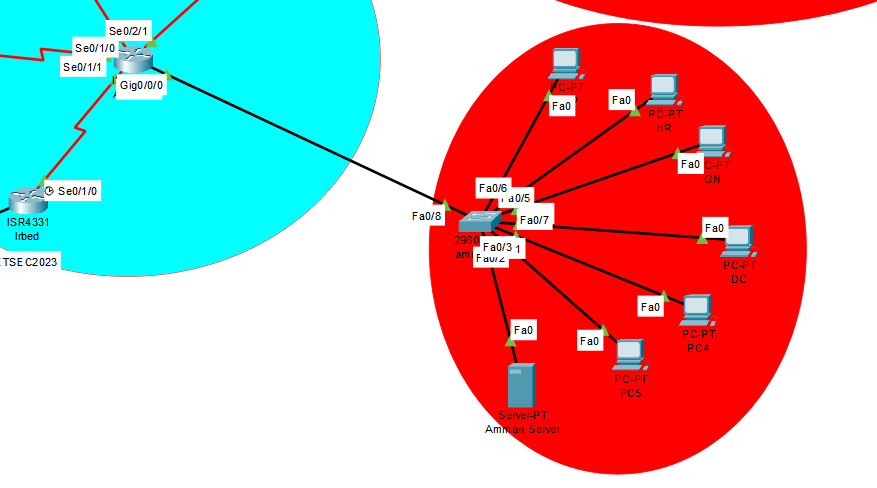 Se0/2/1
Se0/1/0
Se0/1/1
Gig0/0/0
Se0/1/0
ISR4331
Irbed
TSEC2023
Fa0
Fa0
PC-PT
HR
Fa0
C-PT
GN
Fa0/6
Fa0/7
Fa0/8
Fa0/3
Fa0/2
Fa0
PC-PT
DC
Fa0
PC-PT
PC4
Fa0
PC-PT
PC5
Fa0
Server-PT
Amman Server